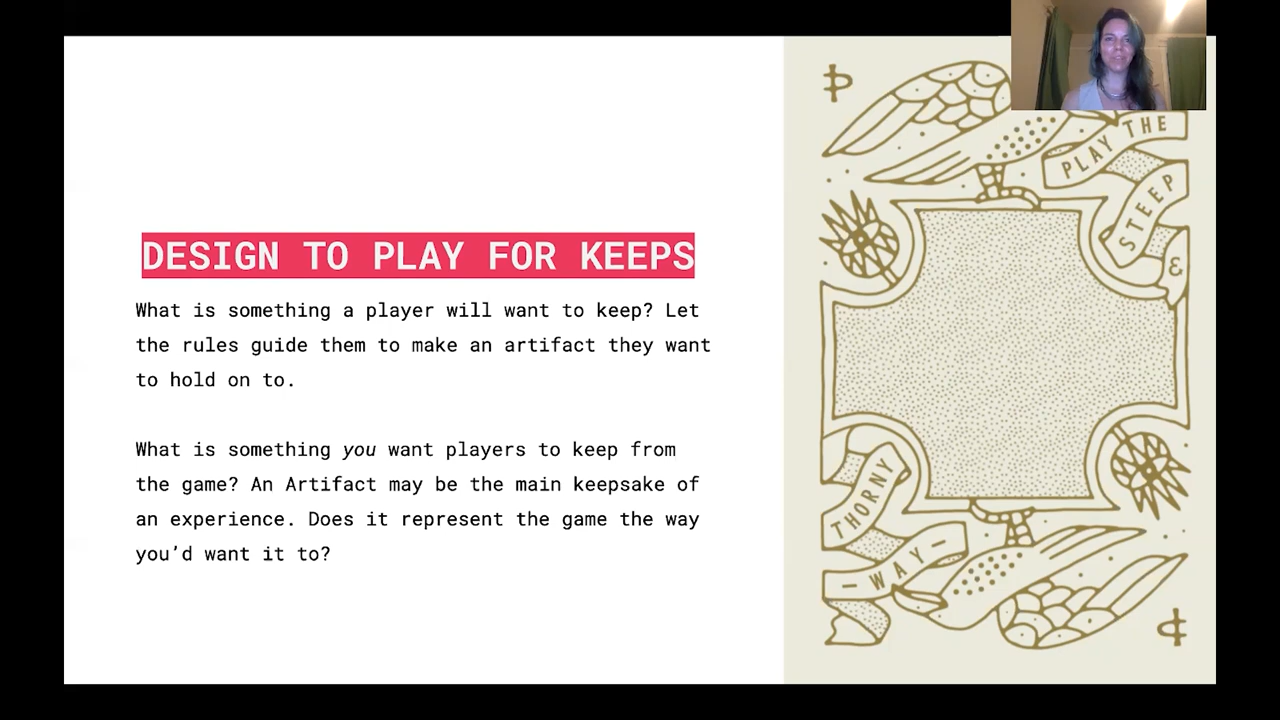 DESIGN TO PLAY FOR KEEPS
What is something a player will want to keep? Let
the rules guide them to make an artifact they want
to hold on to.
What is something you want players to keep from
the game? An Artifact may be the main keepsake of
an experience. Does it represent the game the way
you’d want it to?
PLAY THE
STEEP
&
THORNY
– WAY –